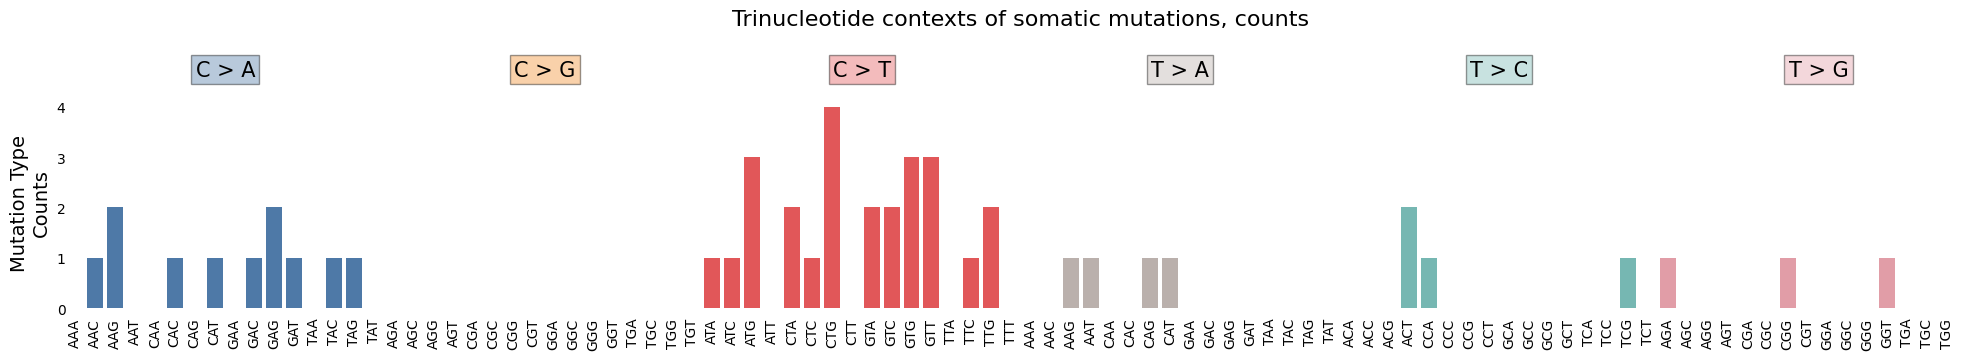 Trinucleotide contexts of somatic mutations, counts
C > A
C > G
C > T
T > A
T > C
T > G
Mutation Type
Counts
4
3
2
1
0
AAA
AAC
AAG
AAT
CAA
CAC
CAG
CAT
GAA
GAC
GAG
GAT
TAA
TAC
TAG
TAT
AGA
AGC
AGG
AGT
CGA
CGC
CGG
CGT
GGA
GGC
GGG
GGT
TGA
TGC
TGG
TGT
ATA
ATC
ATG
ATT
CTA
CTC
CTG
CTT
GTA
GTC
GTG
GTT
TTA
TTC
TTG
TTT
AAA
AAC
AAG
AAT
CAA
CAC
CAG
CAT
GAA
GAC
GAG
GAT
TAA
TAC
TAG
TAT
ACA
ACC
ACG
ACT
CCA
CCC
CCG
CCT
GCA
GCC
GCG
GCT
TCA
TCC
TCG
TCT
AGA
AGC
AGG
AGT
CGA
CGC
CGG
CGT
GGA
GGC
GGG
GGT
TGA
TGC
TGG